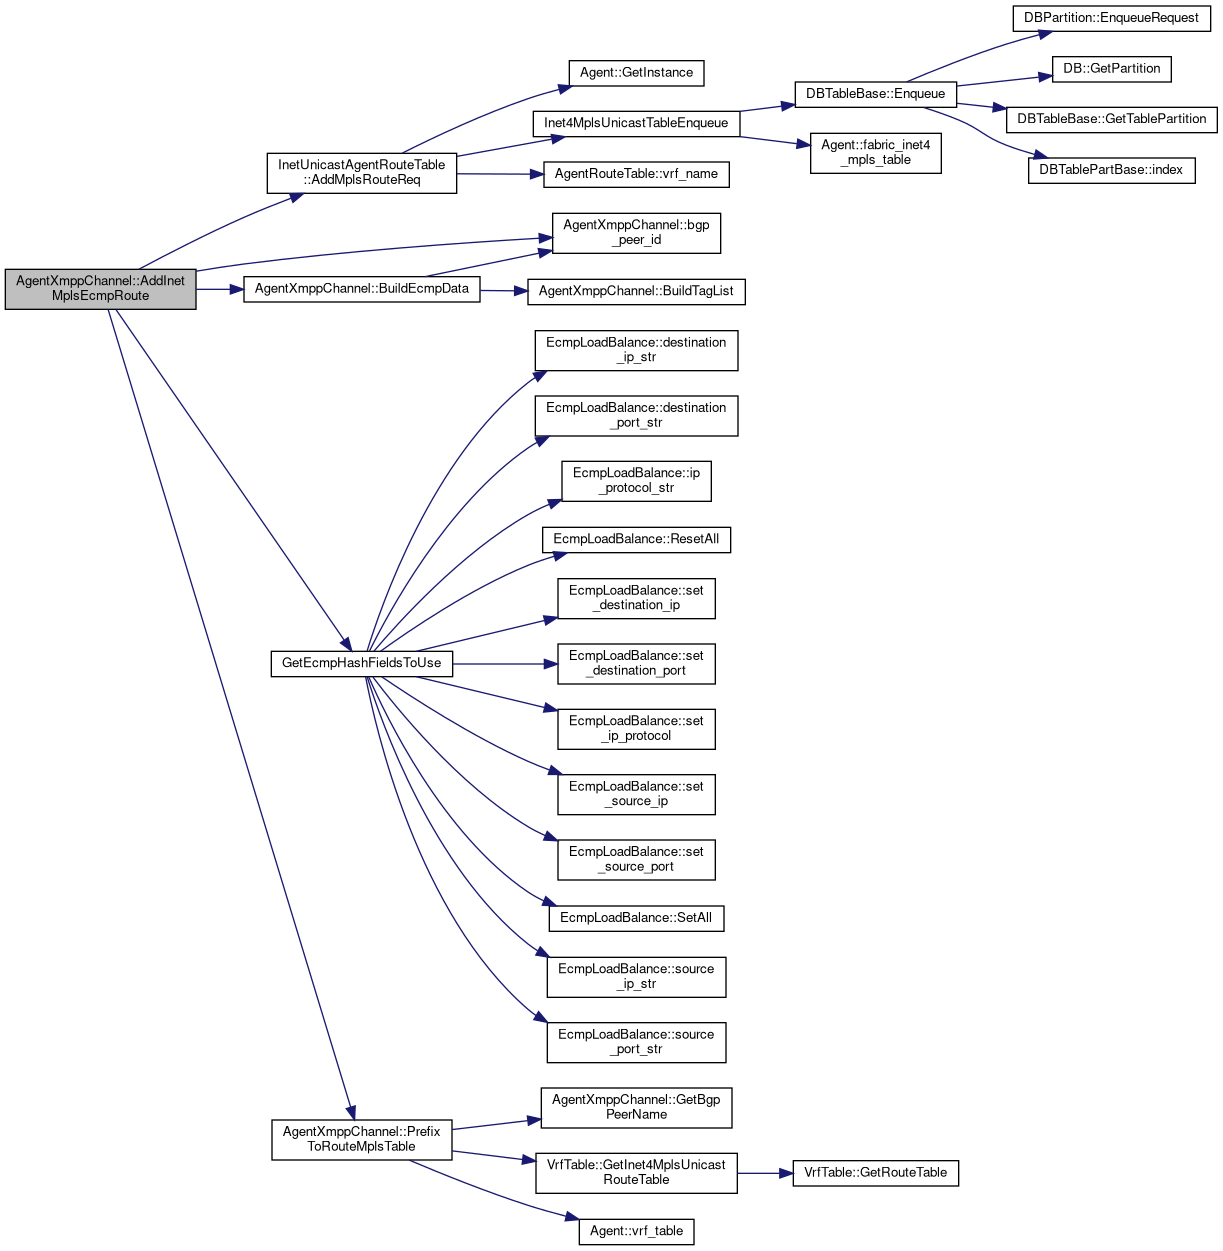 DBPartition::EnqueueRequest
Agent::GetInstance
DB::GetPartition
DBTableBase::Enqueue
Inet4MplsUnicastTableEnqueue
DBTableBase::GetTablePartition
Agent::fabric_inet4
_mpls_table
InetUnicastAgentRouteTable
::AddMplsRouteReq
AgentRouteTable::vrf_name
DBTablePartBase::index
AgentXmppChannel::bgp
_peer_id
AgentXmppChannel::AddInet
MplsEcmpRoute
AgentXmppChannel::BuildEcmpData
AgentXmppChannel::BuildTagList
EcmpLoadBalance::destination
_ip_str
EcmpLoadBalance::destination
_port_str
EcmpLoadBalance::ip
_protocol_str
EcmpLoadBalance::ResetAll
EcmpLoadBalance::set
_destination_ip
GetEcmpHashFieldsToUse
EcmpLoadBalance::set
_destination_port
EcmpLoadBalance::set
_ip_protocol
EcmpLoadBalance::set
_source_ip
EcmpLoadBalance::set
_source_port
EcmpLoadBalance::SetAll
EcmpLoadBalance::source
_ip_str
EcmpLoadBalance::source
_port_str
AgentXmppChannel::GetBgp
PeerName
AgentXmppChannel::Prefix
ToRouteMplsTable
VrfTable::GetInet4MplsUnicast
RouteTable
VrfTable::GetRouteTable
Agent::vrf_table